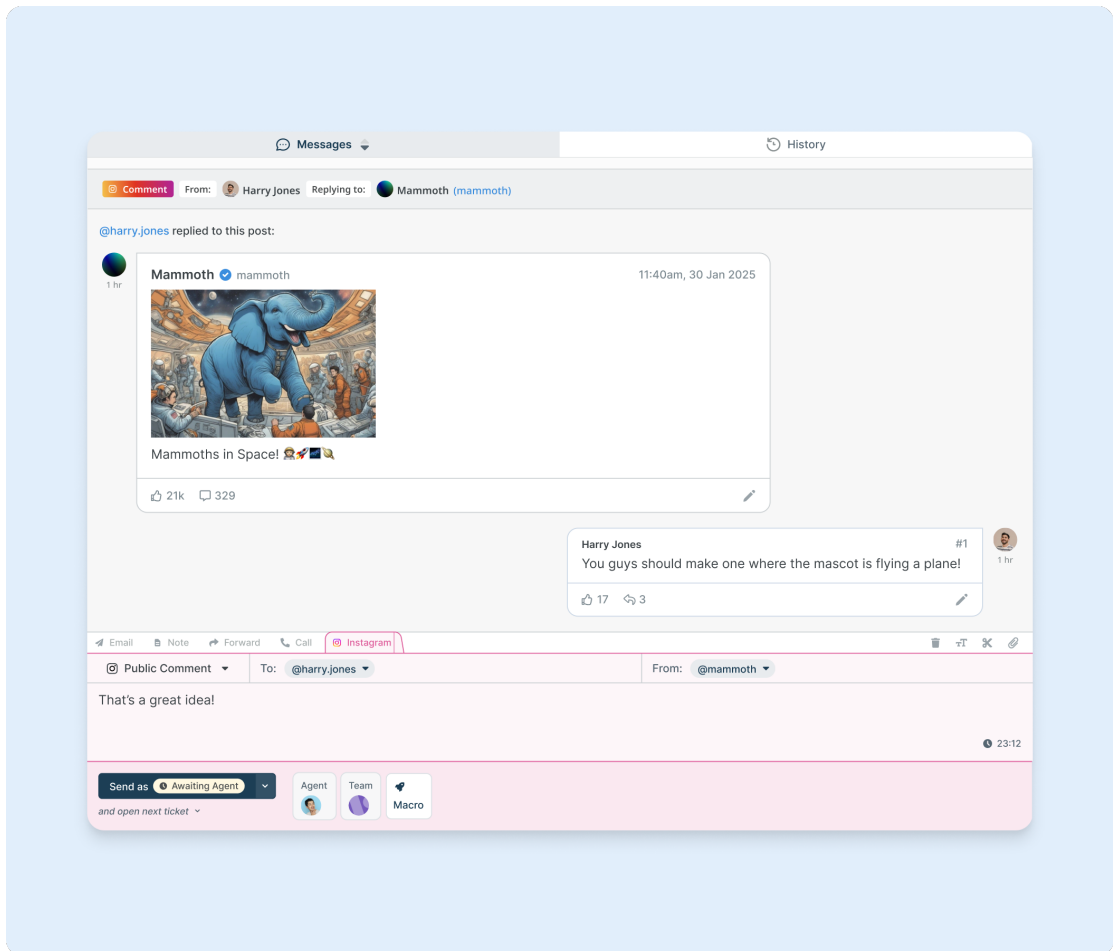 Messages
History
Comment From: Harry Jones Replying to: Mammoth (mammoth)
@harry.jones replied to this post:
Mammoth mammoth 11:40am, 30 Jan 2025
1 hr
Mammoths in Space! 👩‍🚀🚀🌌🪐
21k 329
Harry Jones #1
You guys should make one where the mascot is flying a plane!
1 hr
17 3
Email Note Forward Call Instagram
Public Comment To: @harry.jones From: @mammoth
That’s a great idea!
23:12
Send as Awaiting Agent
and open next ticket
Agent
Team
Macro